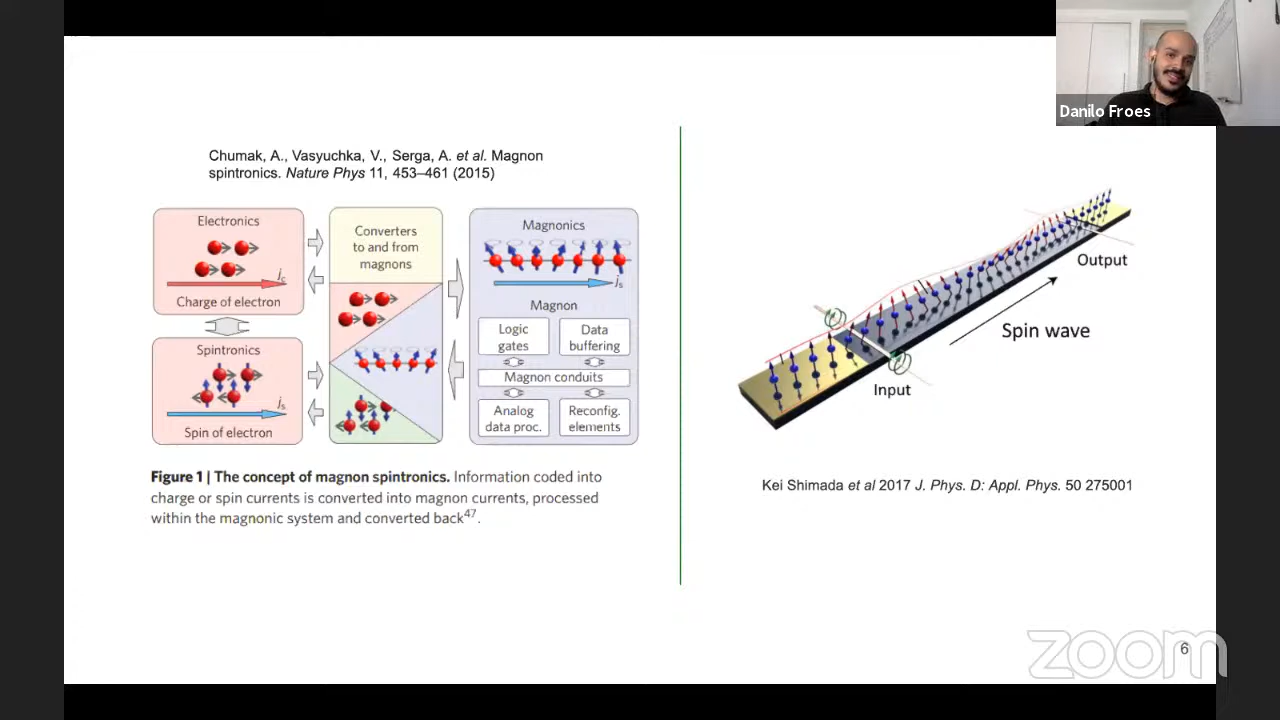 Danilo Froes
Chumak, A., Vasyuchka, V., Serga, A. et al. Magnon
spintronics. Nature Phys 11, 453–461 (2015)
Electronics
j_c
Charge of electron
Spintronics
j_s
Spin of electron
Converters
to and from
magnons
Magnonics
j_s
Magnon
Logic
gates
Data
buffering
Magnon conduits
Analog
data proc.
Reconfig.
elements
Figure 1 | The concept of magnon spintronics. Information coded into
charge or spin currents is converted into magnon currents, processed
within the magnonic system and converted back47.
Output
Spin wave
Input
Kei Shimada et al 2017 J. Phys. D: Appl. Phys. 50 275001
zoom
6